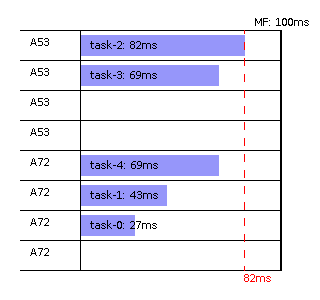 MF: 100ms
A53 task-2: 82ms
A53 task-3: 69ms
A53
A53
A72 task-4: 69ms
A72 task-1: 43ms
A72 task-0: 27ms
A72
82ms